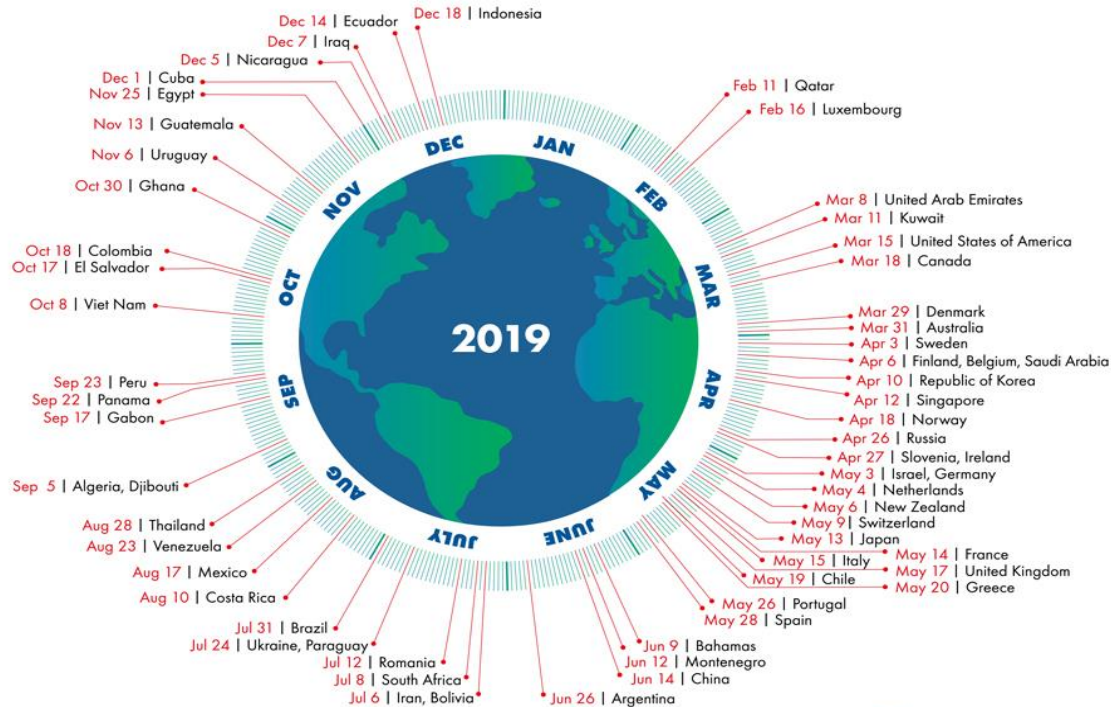 Dec 18 | Indonesia
Dec 14 | Ecuador
Dec 7 | Iraq
Dec 5 | Nicaragua
Dec 1 | Cuba
Nov 25 | Egypt
Nov 13 | Guatemala
Nov 6 | Uruguay
Oct 30 | Ghana
Oct 18 | Colombia
Oct 17 | El Salvador
Oct 8 | Viet Nam
Sep 23 | Peru
Sep 22 | Panama
Sep 17 | Gabon
Sep 5 | Algeria, Djibouti
Aug 28 | Thailand
Aug 23 | Venezuela
Aug 17 | Mexico
Aug 10 | Costa Rica
Jul 31 | Brazil
Jul 24 | Ukraine, Paraguay
Jul 12 | Romania
Jul 8 | South Africa
Jul 6 | Iran, Bolivia
Feb 11 | Qatar
Feb 16 | Luxembourg
Mar 8 | United Arab Emirates
Mar 11 | Kuwait
Mar 15 | United States of America
Mar 18 | Canada
Mar 29 | Denmark
Mar 31 | Australia
Apr 3 | Sweden
Apr 6 | Finland, Belgium, Saudi Arabia
Apr 10 | Republic of Korea
Apr 12 | Singapore
Apr 18 | Norway
Apr 26 | Russia
Apr 27 | Slovenia, Ireland
May 3 | Israel, Germany
May 4 | Netherlands
May 6 | New Zealand
May 9 | Switzerland
May 13 | Japan
May 14 | France
May 15 | Italy
May 17 | United Kingdom
May 19 | Chile
May 20 | Greece
May 26 | Portugal
May 28 | Spain
Jun 9 | Bahamas
Jun 12 | Montenegro
Jun 14 | China
Jun 26 | Argentina
JAN
FEB
MAR
APR
MAY
JUNE
JULY
AUG
SEP
OCT
NOV
DEC
2019